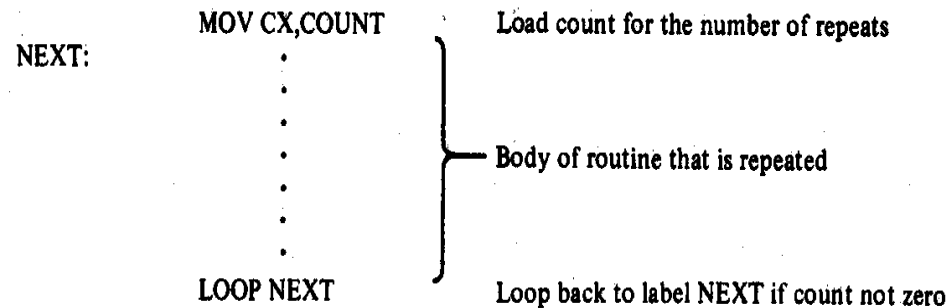 MOV CX,COUNT Load count for the number of repeats
NEXT:
Body of routine that is repeated
LOOP NEXT Loop back to label NEXT if count not zero